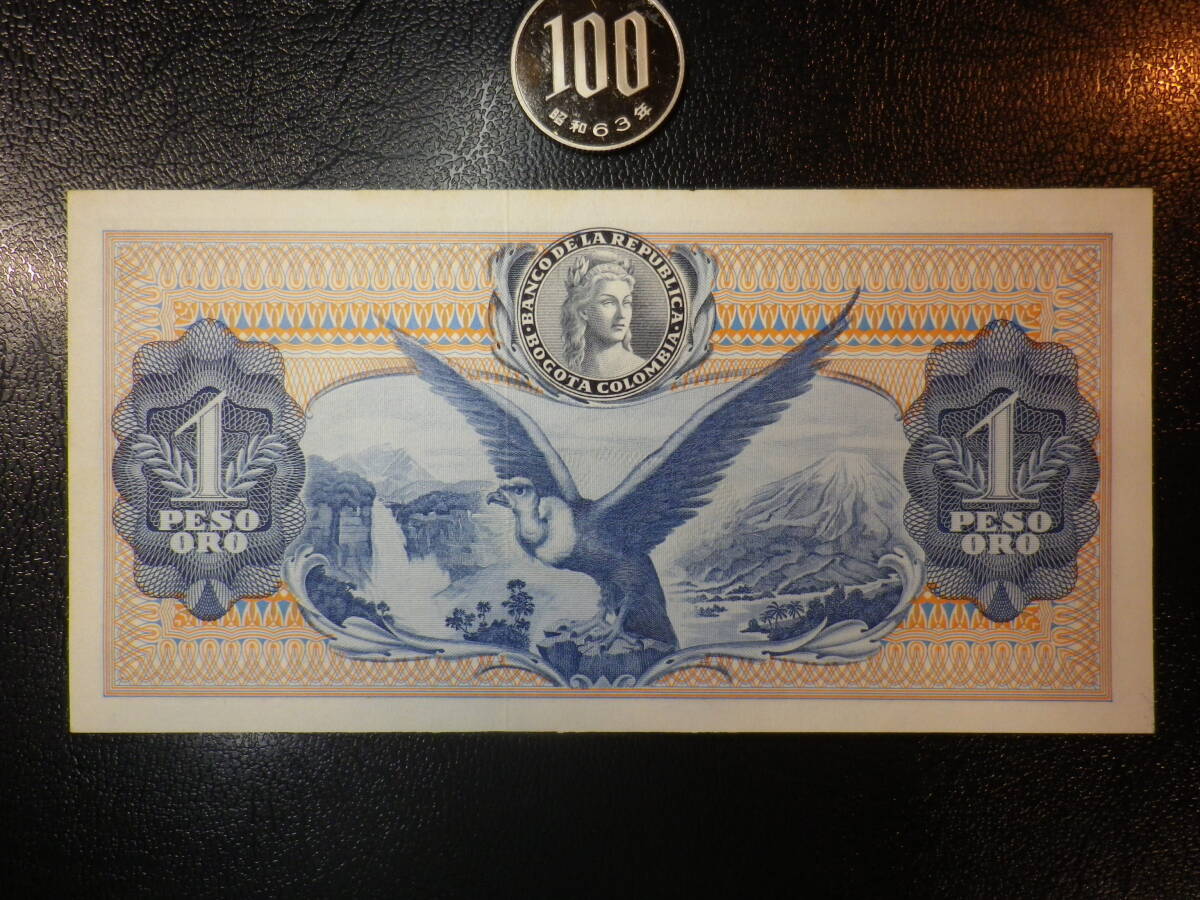 100
昭和63年
BANCO DE LA REPUBLICA
BOGOTA COLOMBIA
1
PESO
ORO
1
PESO
ORO